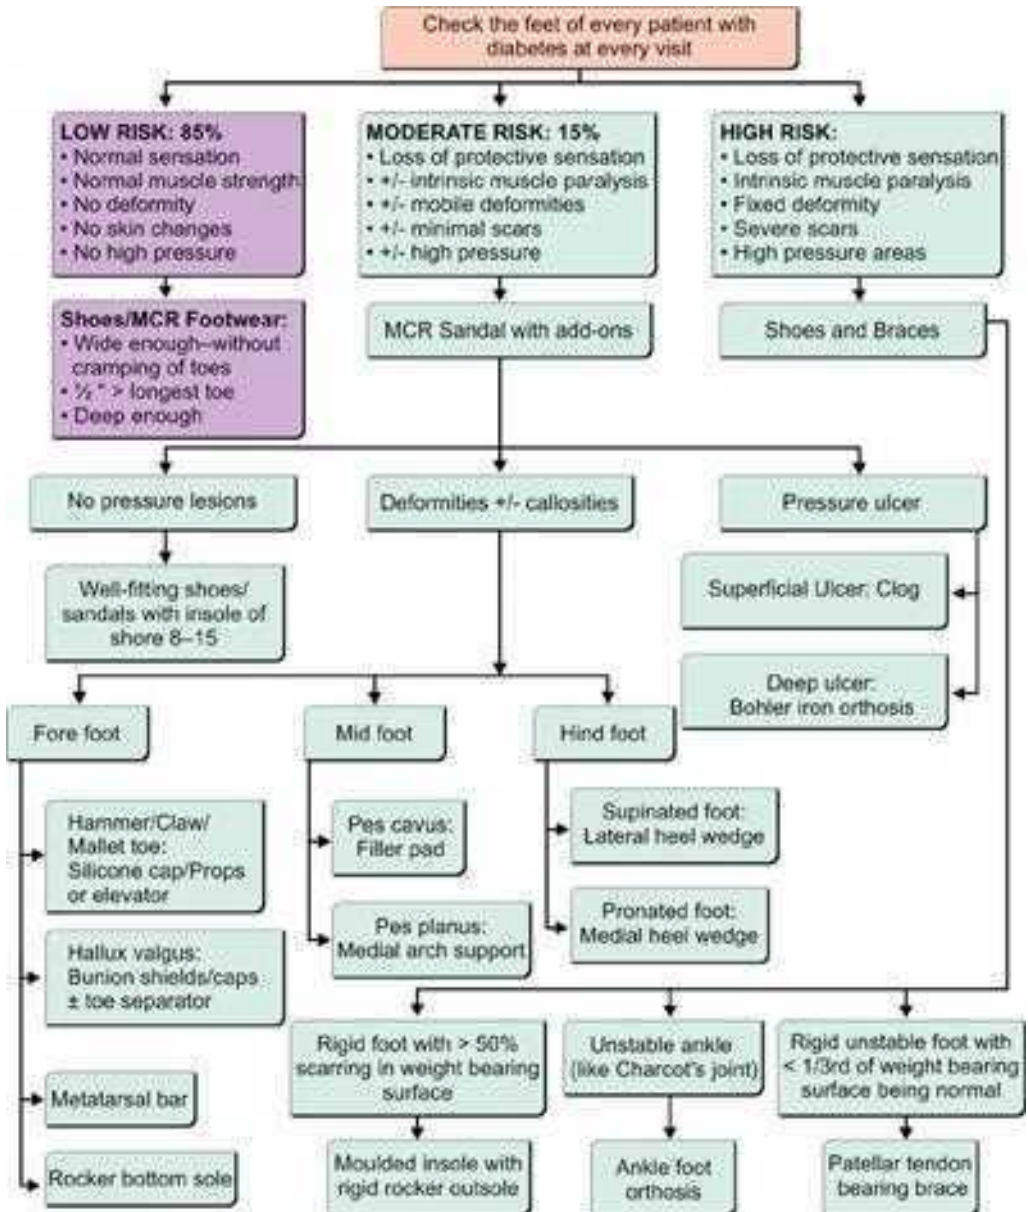 Check the feet of every patient with
diabetes at every visit
LOW RISK: 85%
• Normal sensation
• Normal muscle strength
• No deformity
• No skin changes
• No high pressure
MODERATE RISK: 15%
• Loss of protective sensation
• +/- intrinsic muscle paralysis
• +/- mobile deformities
• +/- minimal scars
• +/- high pressure
HIGH RISK:
• Loss of protective sensation
• Intrinsic muscle paralysis
• Fixed deformity
• Severe scars
• High pressure areas
Shoes/MCR Footwear:
• Wide enough–without
cramping of toes
• ½ " > longest toe
• Deep enough
MCR Sandal with add-ons
Shoes and Braces
No pressure lesions
Deformities +/- callosities
Pressure ulcer
Well-fitting shoes/
sandals with insole of
shore 8–15
Superficial Ulcer: Clog
Deep ulcer:
Bohler iron orthosis
Fore foot
Mid foot
Hind foot
Hammer/Claw/
Mallet toe:
Silicone cap/Props
or elevator
Hallux valgus:
Bunion shields/caps
± toe separator
Metatarsal bar
Rocker bottom sole
Pes cavus:
Filler pad
Pes planus:
Medial arch support
Supinated foot:
Lateral heel wedge
Pronated foot:
Medial heel wedge
Rigid foot with > 50%
scarring in weight bearing
surface
Unstable ankle
(like Charcot's joint)
Rigid unstable foot with
< 1/3rd of weight bearing
surface being normal
Moulded insole with
rigid rocker outsole
Ankle foot
orthosis
Patellar tendon
bearing brace